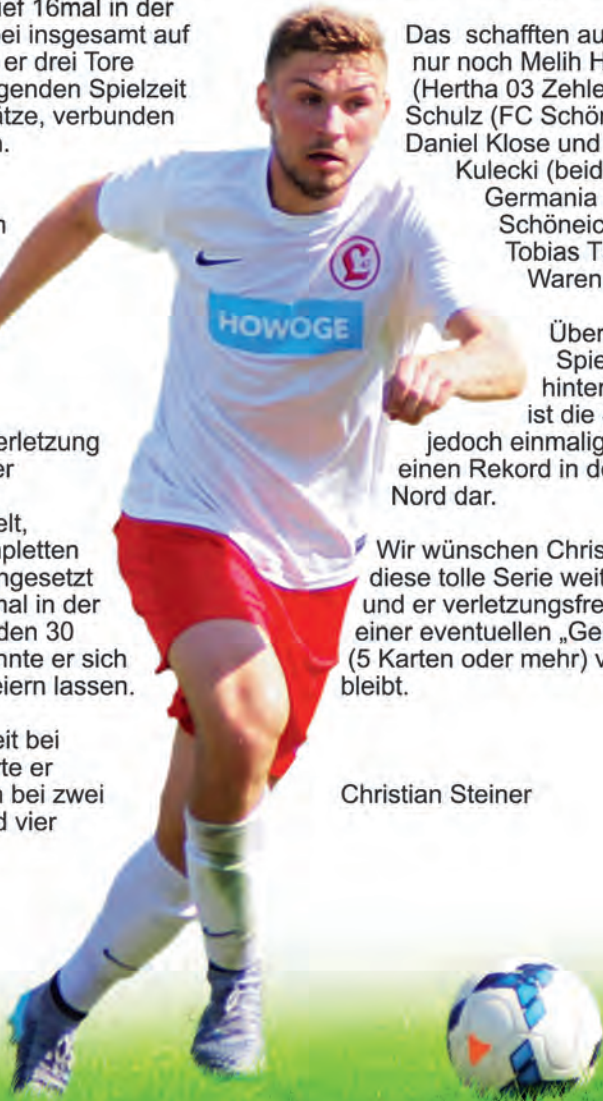 ief 16mal in der
ei insgesamt auf
er drei Tore
genden Spielzeit
ätze, verbunden
n.
n
erletzung
er
elt,
pletten
ngesetzt
mal in der
den 30
nnte er sich
eiern lassen.
eit bei
te er
n bei zwei
d vier
Das schafften au
nur noch Melih H
(Hertha 03 Zehle
Schulz (FC Schön
Daniel Klose und
Kulecki (beid
Germania
Schöneic
Tobias T
Waren
Über
Spie
hinter
ist die
jedoch einmalig
einen Rekord in de
Nord dar.
Wir wünschen Chris
diese tolle Serie weit
und er verletzungsfre
einer eventuellen „Ge
(5 Karten oder mehr) v
bleibt.
Christian Steiner
L 47
HOWOGE